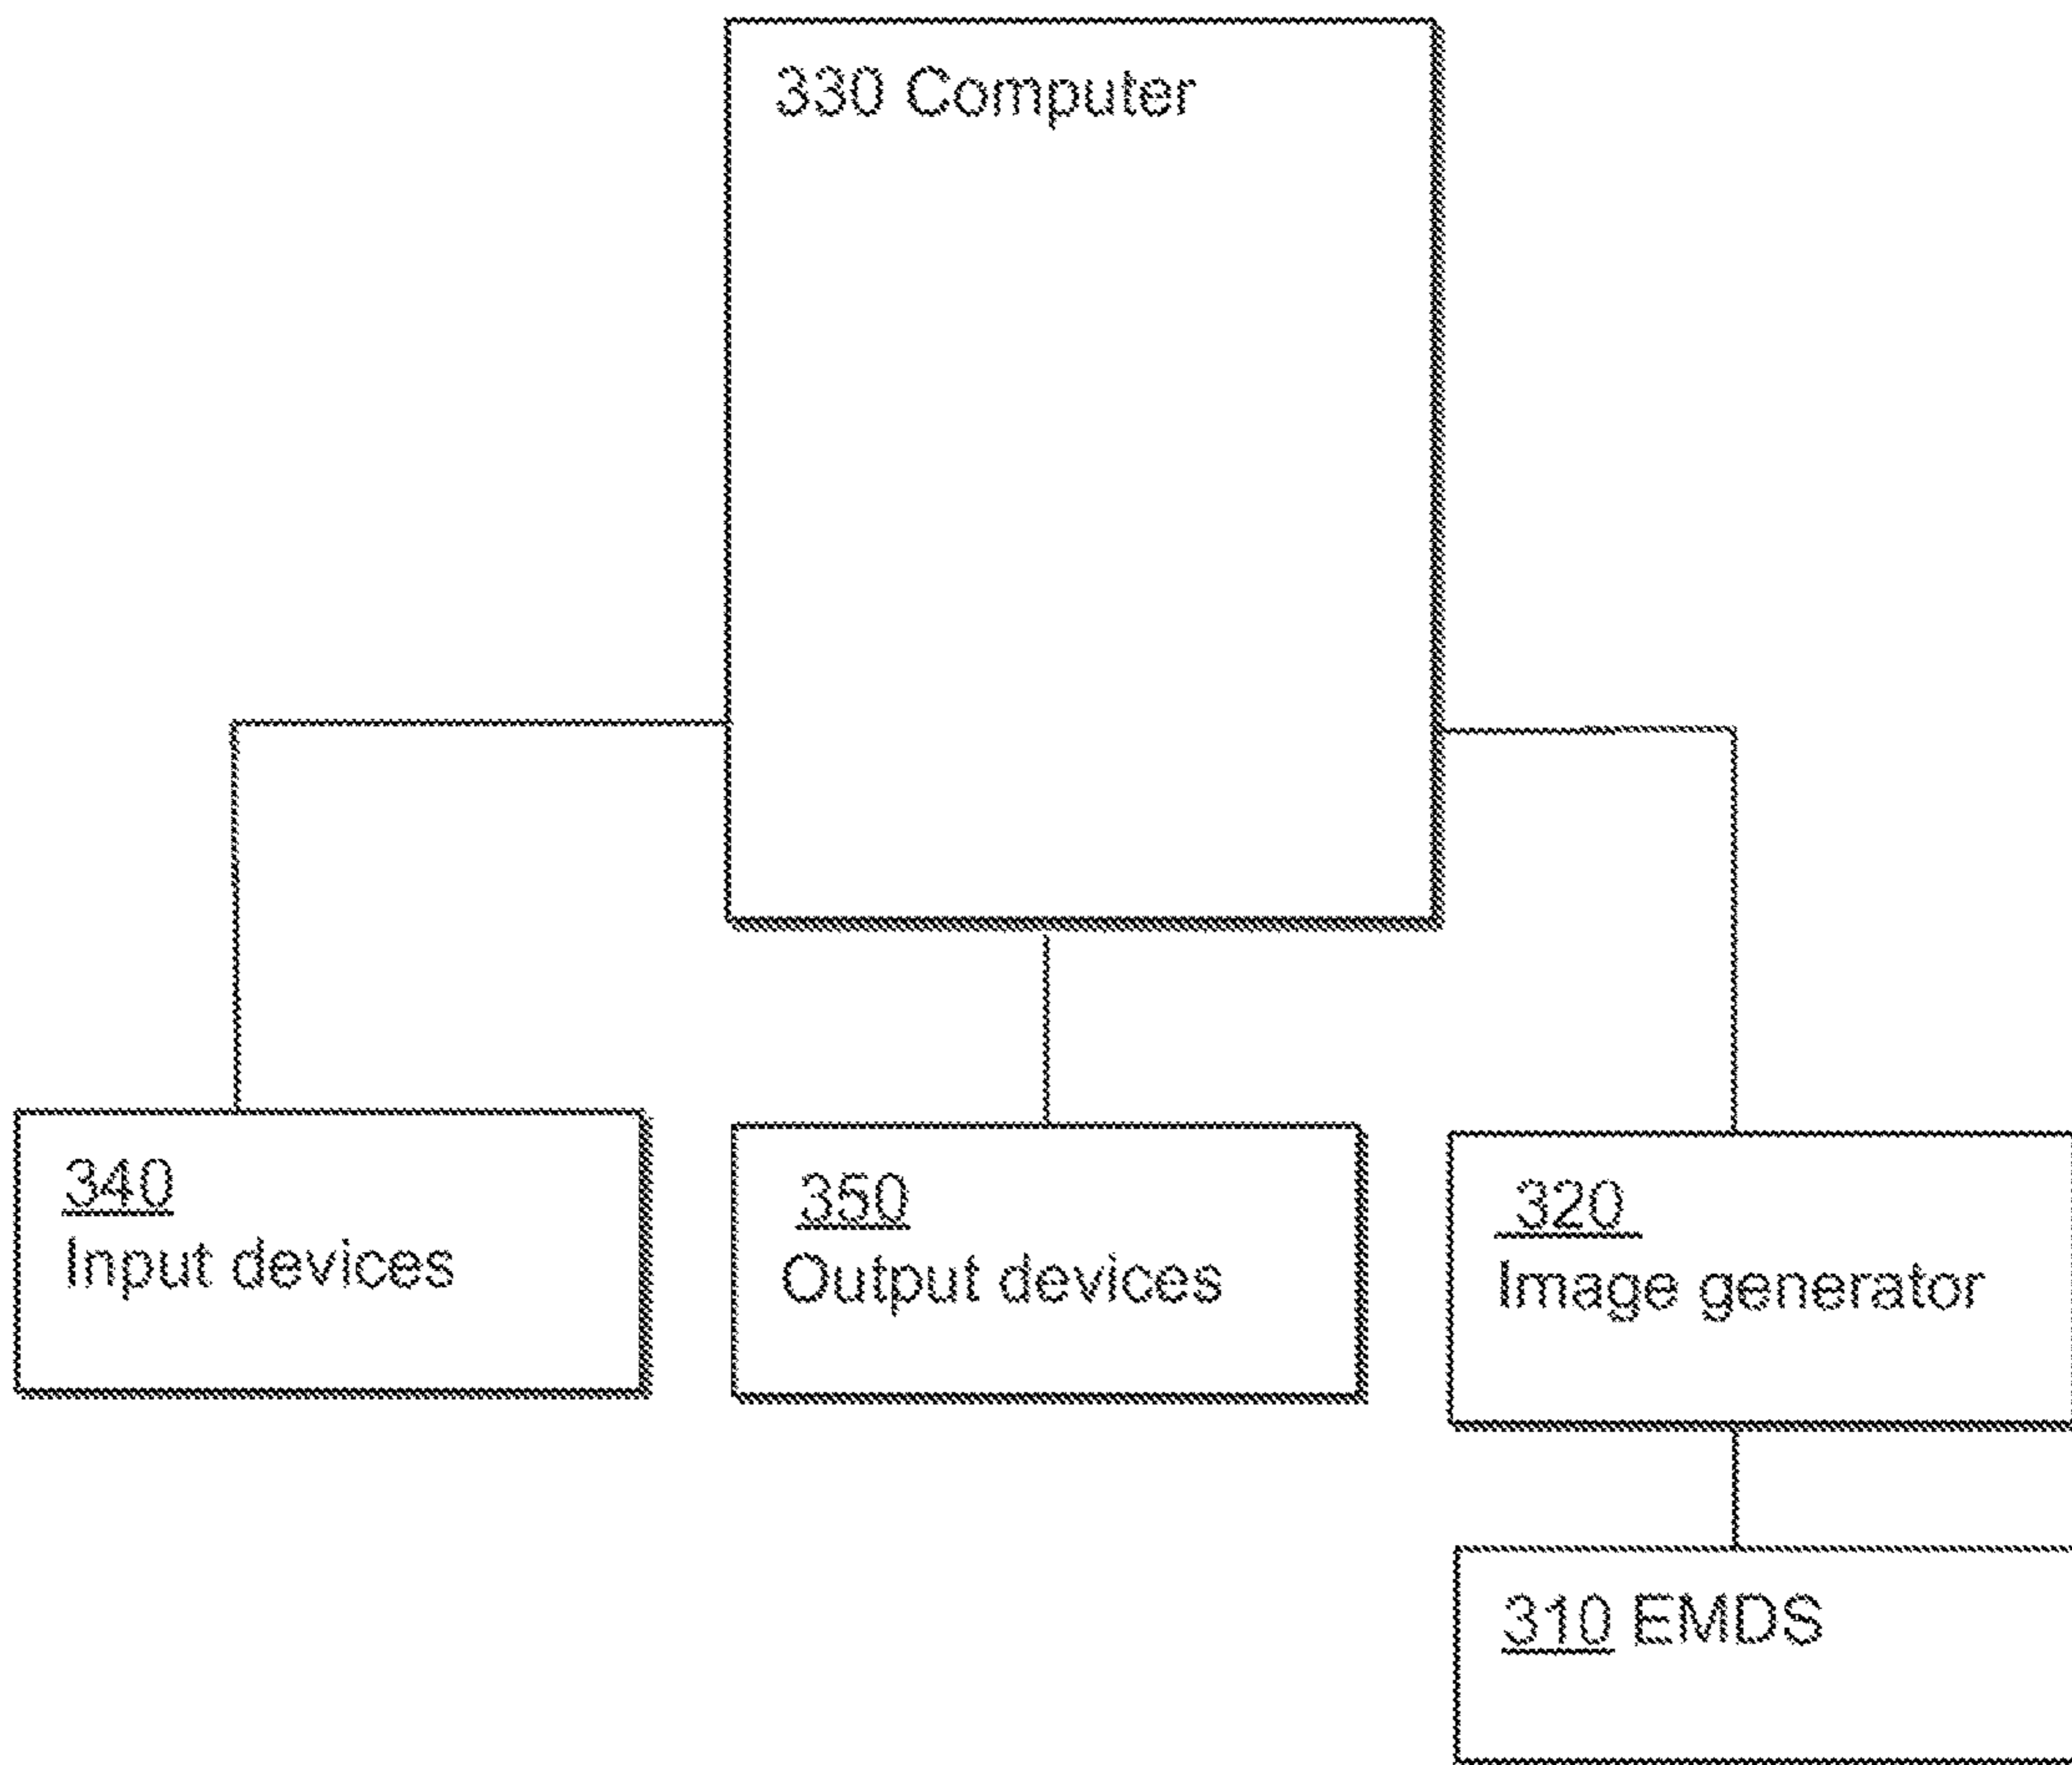 330 Computer
340
Input devices
350
Output devices
320
Image generator
310 EMDS